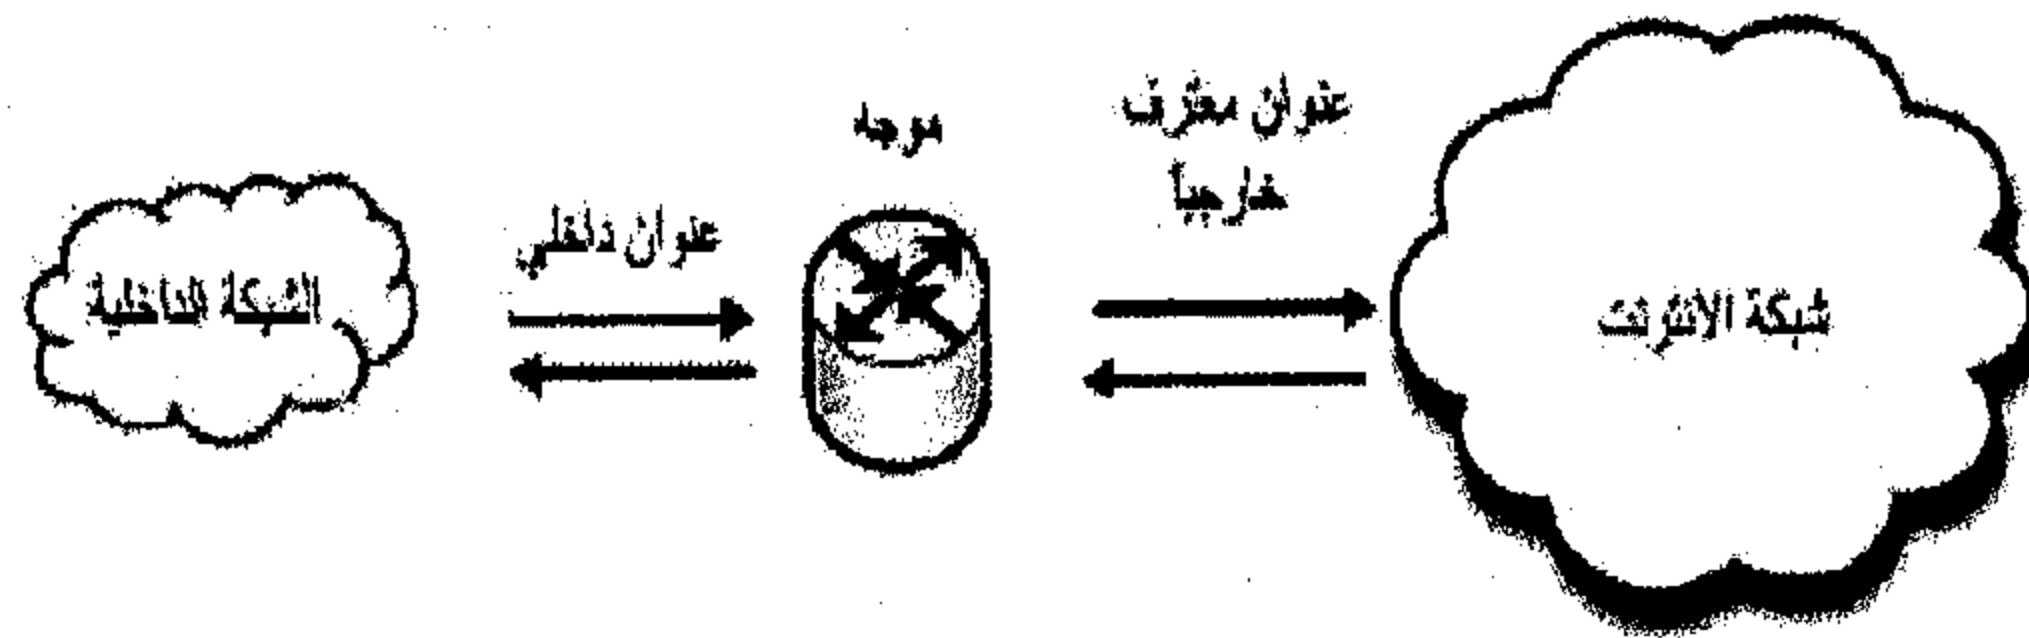 عنوان معترف
خارجياً
موجه
عنوان داخلي
الشبكة الداخلية
شبكة الانترنت